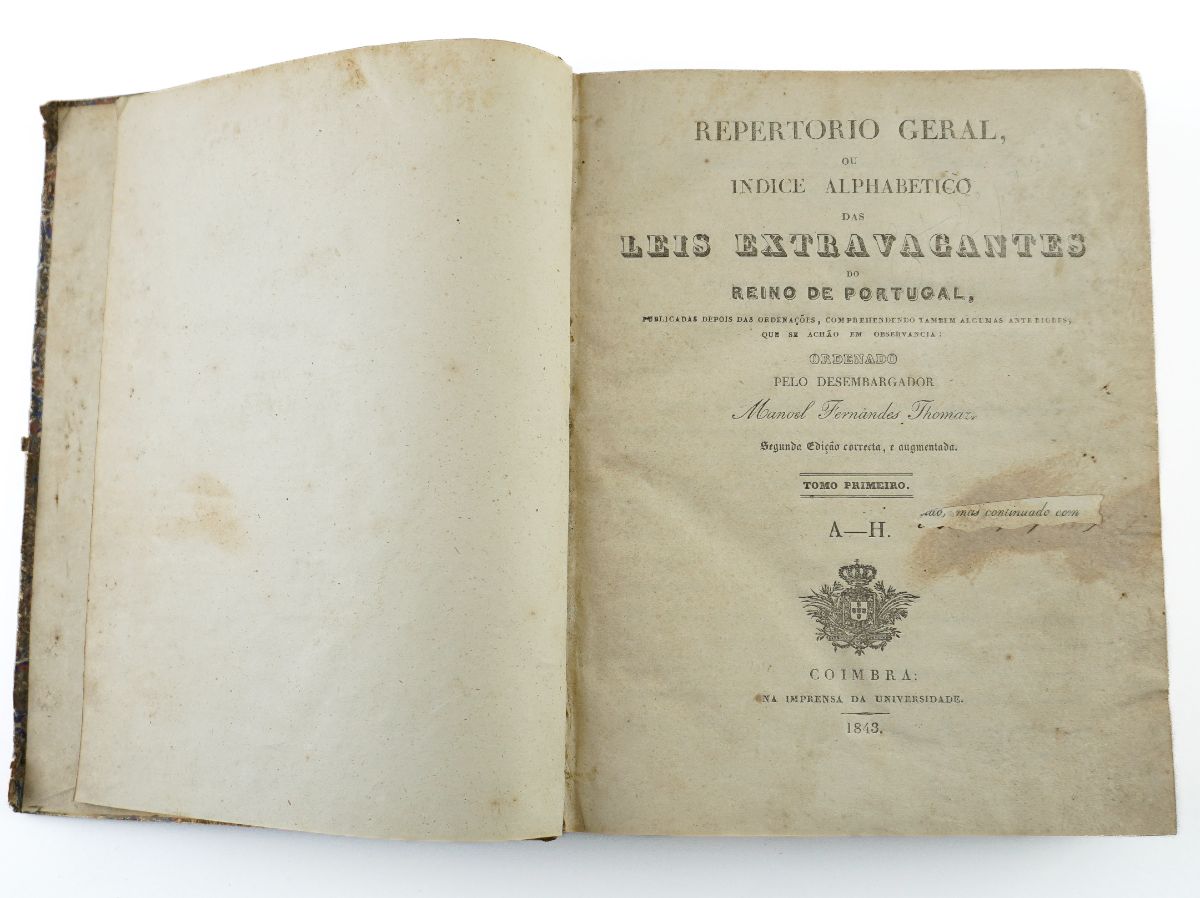 REPERTORIO GERAL,
OU
INDICE ALPHABETICO
DAS
LEIS EXTRAVAGANTES
DO
REINO DE PORTUGAL,
PUBLICADAS DEPOIS DAS ORDENAÇÕES, COMPREHENDENDO TAMBEM ALGUMAS ANTERIORES,
QUE SE ACHÃO EM OBSERVANCIA:
ORDENADO
PELO DESEMBARGADOR
Manoel Fernandes Thomaz.
Segunda Edição correcta, e augmentada.
TOMO PRIMEIRO.
mas continuado com
A—H.
COIMBRA:
NA IMPRENSA DA UNIVERSIDADE.
1843.